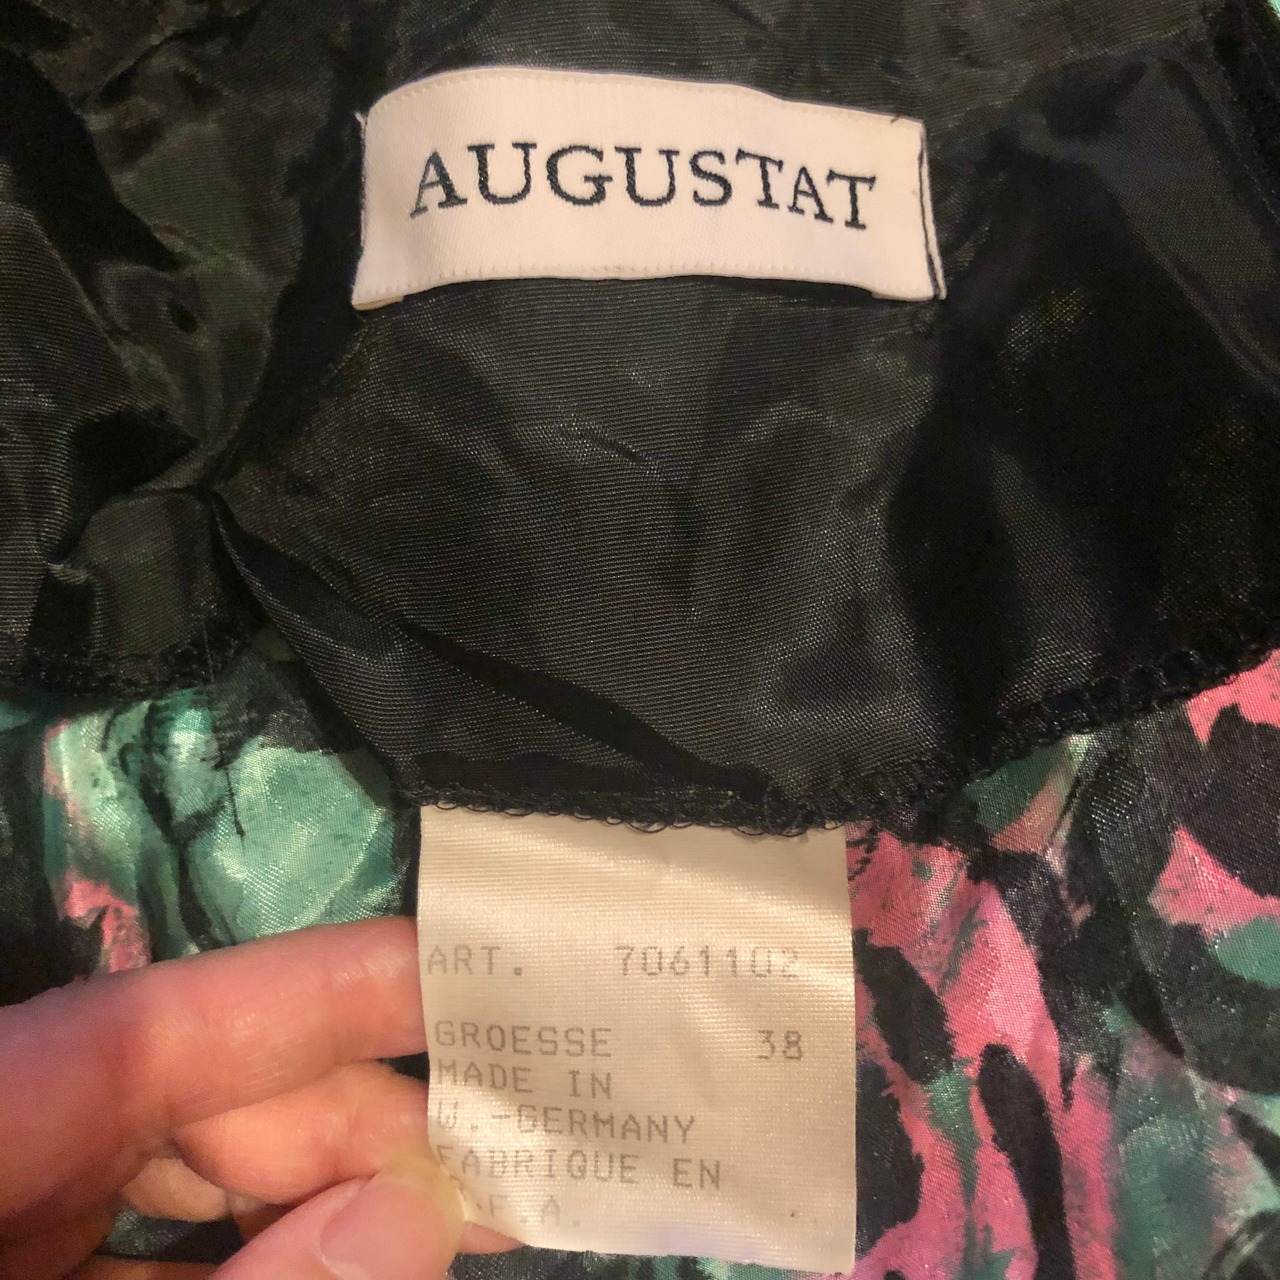 AUGUSTAT
ART. 7061102
GROESSE 38
MADE IN
W.-GERMANY
FABRIQUE EN
.F.A.